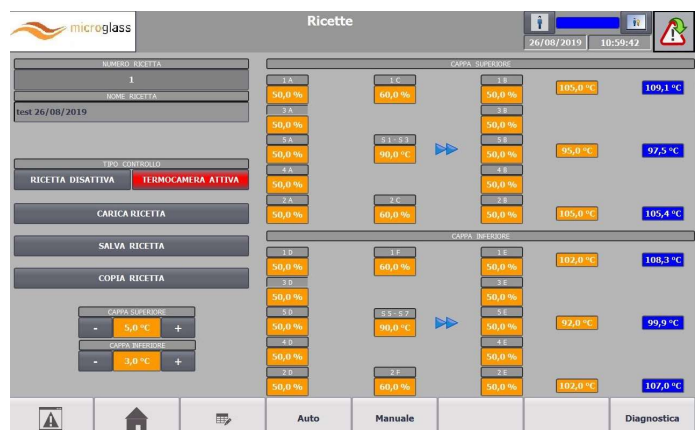 microglass
Ricette
26/08/2019 10:59:42
NUMERO RICETTA
1
NOME RICETTA
test 26/08/2019
TIPO CONTROLLO
RICETTA DISATTIVA TERMOCAMERA ATTIVA
CARICA RICETTA
SALVA RICETTA
COPIA RICETTA
CAPPA SUPERIORE
- 5,0 °C +
CAPPA INFERIORE
- 3,0 °C +
CAPPA SUPERIORE
1 A 1 C 1 B
50,0 % 60,0 % 50,0 % 105,0 °C 109,1 °C
3 A 3 B
50,0 % 50,0 %
5 A S 1 - S 3 5 B
50,0 % 90,0 °C 50,0 % 95,0 °C 97,5 °C
4 A 4 B
50,0 % 50,0 %
2 A 2 C 2 B
50,0 % 60,0 % 50,0 % 105,0 °C 105,4 °C
CAPPA INFERIORE
1 D 1 F 1 E
50,0 % 60,0 % 50,0 % 102,0 °C 108,3 °C
3 D 3 E
50,0 % 50,0 %
5 D S 5 - S 7 5 E
50,0 % 90,0 °C 50,0 % 92,0 °C 99,9 °C
4 D 4 E
50,0 % 50,0 %
2 D 2 F 2 E
50,0 % 60,0 % 50,0 % 102,0 °C 107,0 °C
Auto Manuale Diagnostica